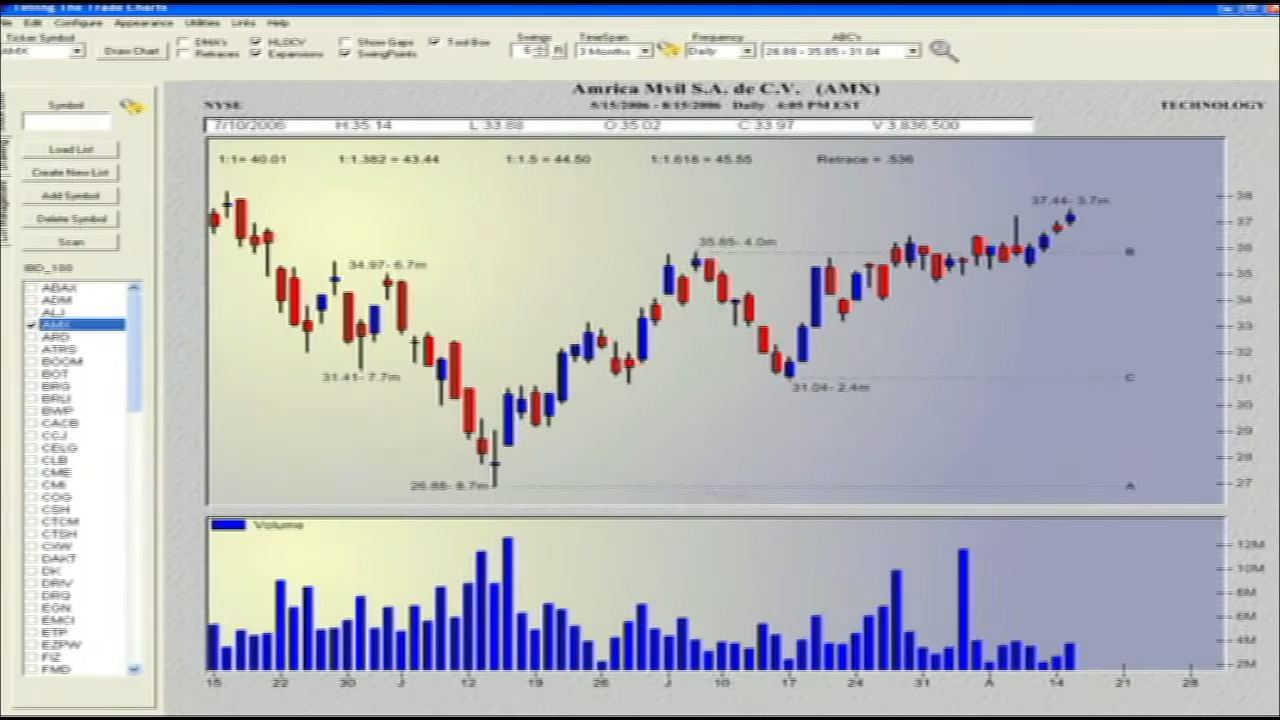 Timing The Trade Charts
Edit Configure Appearance Utilities Links Help
Ticker Symbol
AMX
Draw Chart
DMA's
Retraces
HLOCV
Expansions
Show Gaps
SwingPoints
Tool Box
Swings
5
TimeSpan
3 Months
Frequency
Daily
ABC's
26.88 - 35.85 - 31.04
Symbol
Load List
Create New List
Add Symbol
Delete Symbol
Scan
IBD_100
ABAX
ADM
ALJ
AMX
ARD
ATRS
BOOM
BOT
BRG
BRLI
BWP
CACB
CCJ
CELG
CLB
CME
CMI
COG
CSH
CTCM
CTSH
CXW
DAKT
DK
DRIV
DRQ
EGN
EMCI
ETP
EZPW
FIZ
FMD
Amrica Mvil S.A. de C.V. (AMX)
NYSE
5/15/2006 - 8/15/2006 Daily 4:05 PM EST
TECHNOLOGY
7/10/2006 H:35.14 L:33.88 O:35.02 C:33.97 V:3,836,500
1:1= 40.01 1:1.382 = 43.44 1:1.5 = 44.50 1:1.618 = 45.55 Retrace = .536
37.44- 3.7m
35.85- 4.0m
34.97- 6.7m
31.41- 7.7m
31.04- 2.4m
26.88- 8.7m
B
C
A
38
37
36
35
34
33
32
31
30
29
28
27
Volume
12M
10M
8M
6M
4M
2M
15 22 30 J 12 19 26 J 10 17 24 31 A 14 21 28